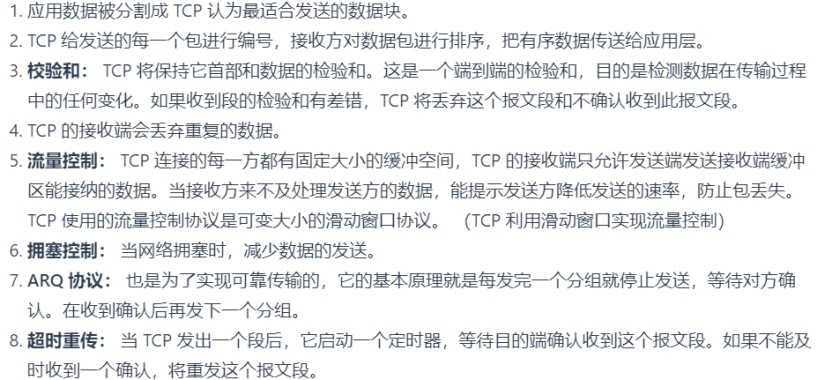 1. 应用数据被分割成 TCP 认为最适合发送的数据块。
2. TCP 给发送的每一个包进行编号，接收方对数据包进行排序，把有序数据传送给应用层。
3. 校验和： TCP 将保持它首部和数据的检验和。这是一个端到端的检验和，目的是检测数据在传输过程
中的任何变化。如果收到段的检验和有差错，TCP 将丢弃这个报文段和不确认收到此报文段。
4. TCP 的接收端会丢弃重复的数据。
5. 流量控制： TCP 连接的每一方都有固定大小的缓冲空间，TCP 的接收端只允许发送端发送接收端缓冲
区能接纳的数据。当接收方来不及处理发送方的数据，能提示发送方降低发送的速率，防止包丢失。
TCP 使用的流量控制协议是可变大小的滑动窗口协议。 （TCP 利用滑动窗口实现流量控制）
6. 拥塞控制： 当网络拥塞时，减少数据的发送。
7. ARQ 协议： 也是为了实现可靠传输的，它的基本原理就是每发完一个分组就停止发送，等待对方确
认。在收到确认后再发下一个分组。
8. 超时重传： 当 TCP 发出一个段后，它启动一个定时器，等待目的端确认收到这个报文段。如果不能及
时收到一个确认，将重发这个报文段。